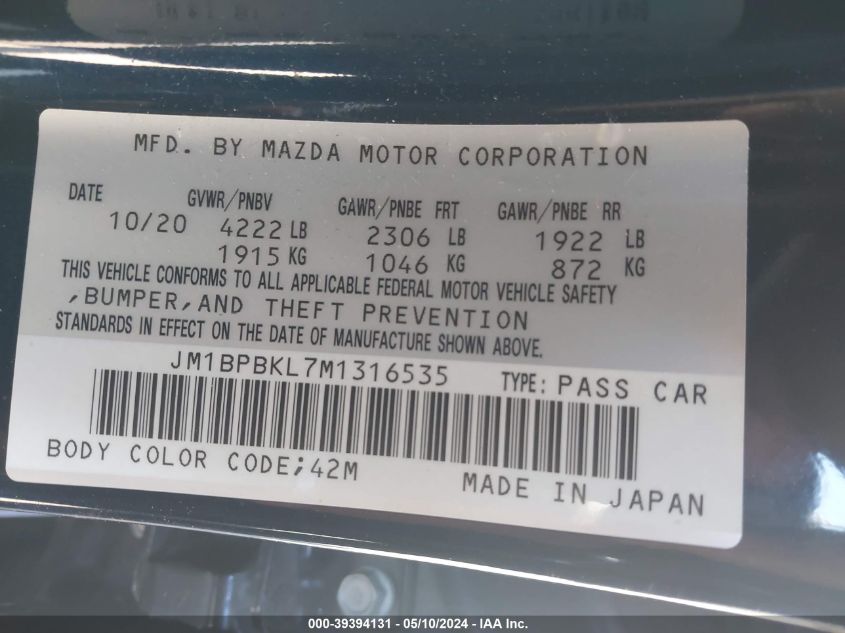 MFD. BY MAZDA MOTOR CORPORATION
DATE GVWR/PNBV GAWR/PNBE FRT GAWR/PNBE RR
10/20 4222 LB 2306 LB 1922 LB
1915 KG 1046 KG 872 KG
THIS VEHICLE CONFORMS TO ALL APPLICABLE FEDERAL MOTOR VEHICLE SAFETY
,BUMPER,AND THEFT PREVENTION
STANDARDS IN EFFECT ON THE DATE OF MANUFACTURE SHOWN ABOVE.
JM1BPBKL7M1316535 TYPE: PASS CAR
BODY COLOR CODE;42M
MADE IN JAPAN
000-39394131 - 05/10/2024 - IAA Inc.